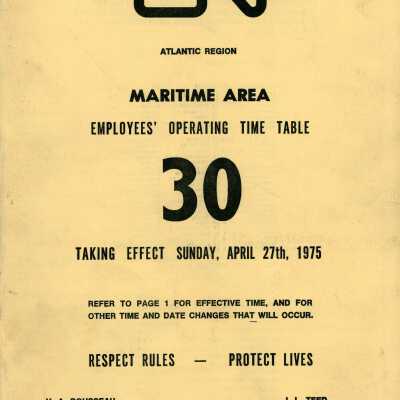 ATLANTIC REGION
MARITIME AREA
EMPLOYEES' OPERATING TIME TABLE
30
TAKING EFFECT SUNDAY, APRIL 27th, 1975
REFER TO PAGE 1 FOR EFFECTIVE TIME, AND FOR
OTHER TIME AND DATE CHANGES THAT WILL OCCUR.
RESPECT RULES — PROTECT LIVES